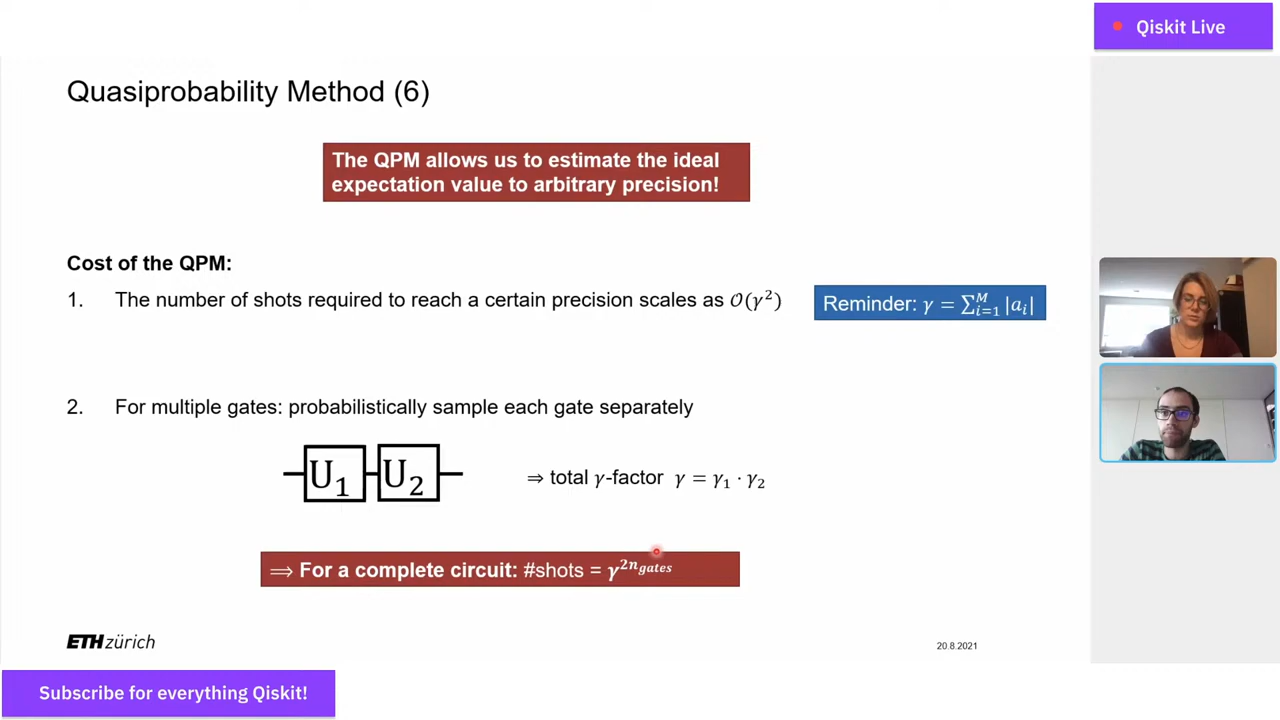 Qiskit Live
Quasiprobability Method (6)
The QPM allows us to estimate the ideal
expectation value to arbitrary precision!
Cost of the QPM:
1. The number of shots required to reach a certain precision scales as 𝒪(γ²)
Reminder: γ = ∑ᵢ₌₁ᴹ |aᵢ|
2. For multiple gates: probabilistically sample each gate separately
U₁ U₂
⇒ total γ-factor γ = γ₁ · γ₂
⟹ For a complete circuit: #shots = γ^{2n_{gates}}
ETH zürich
20.8.2021
Subscribe for everything Qiskit!